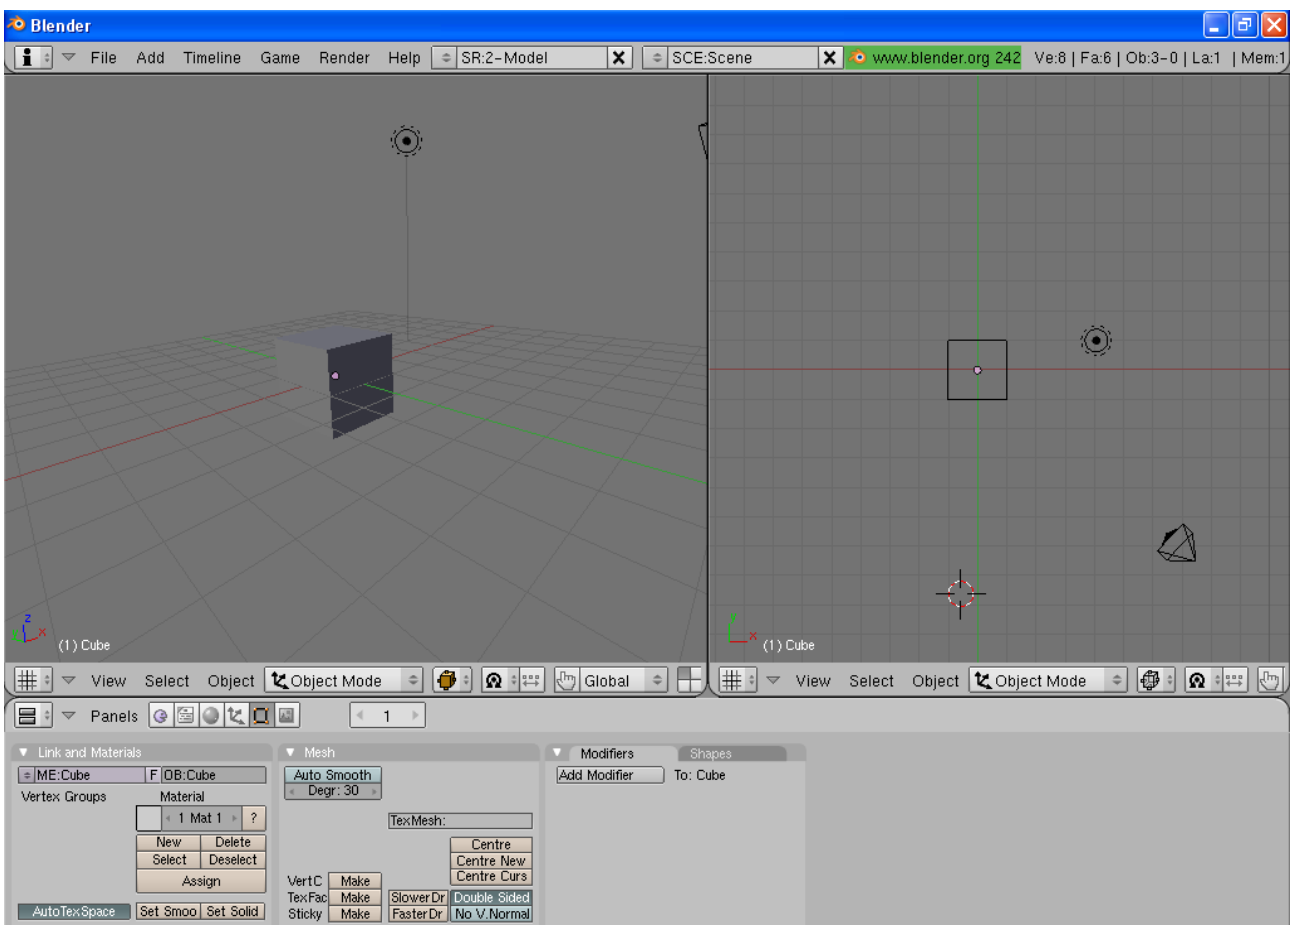 Blender
File Add Timeline Game Render Help SR:2-Model SCE:Scene www.blender.org 242 Ve:8 | Fa:6 | Ob:3-0 | La:1 | Mem:1
z
x
(1) Cube
x
(1) Cube
View Select Object Object Mode Global
View Select Object Object Mode
Panels 1
Link and Materials
ME:Cube F OB:Cube
Vertex Groups Material
1 Mat 1 ?
New Delete
Select Deselect
Assign
AutoTexSpace Set Smoo Set Solid
Mesh
Auto Smooth
Degr: 30
TexMesh:
Centre
Centre New
Centre Curs
VertC Make
TexFac Make SlowerDr Double Sided
Sticky Make FasterDr No V.Normal
Modifiers Shapes
Add Modifier To: Cube